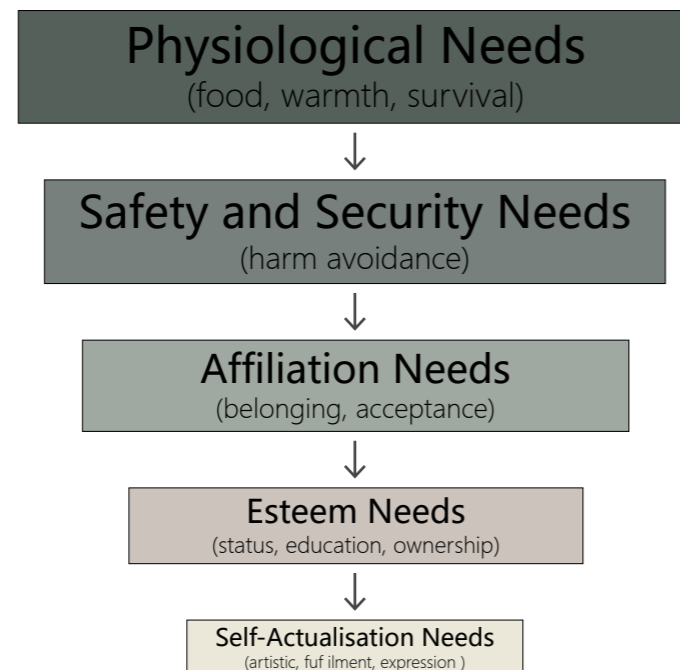 Physiological Needs
(food, warmth, survival)
Safety and Security Needs
(harm avoidance)
Affiliation Needs
(belonging, acceptance)
Esteem Needs
(status, education, ownership)
Self-Actualisation Needs
(artistic, fuf ilment, expression )